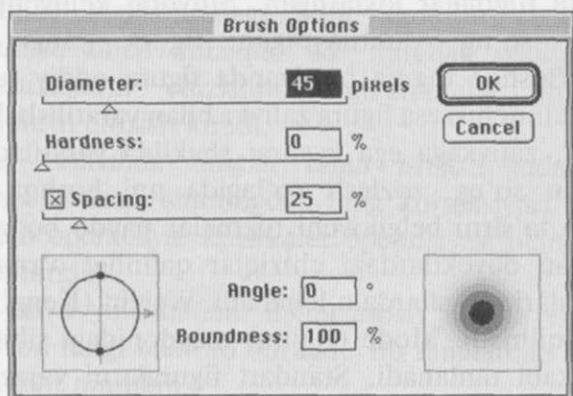 Brush Options
Diameter: 45 pixels
OK
Cancel
Hardness: 0 %
Spacing: 25 %
Angle: 0 °
Roundness: 100 %